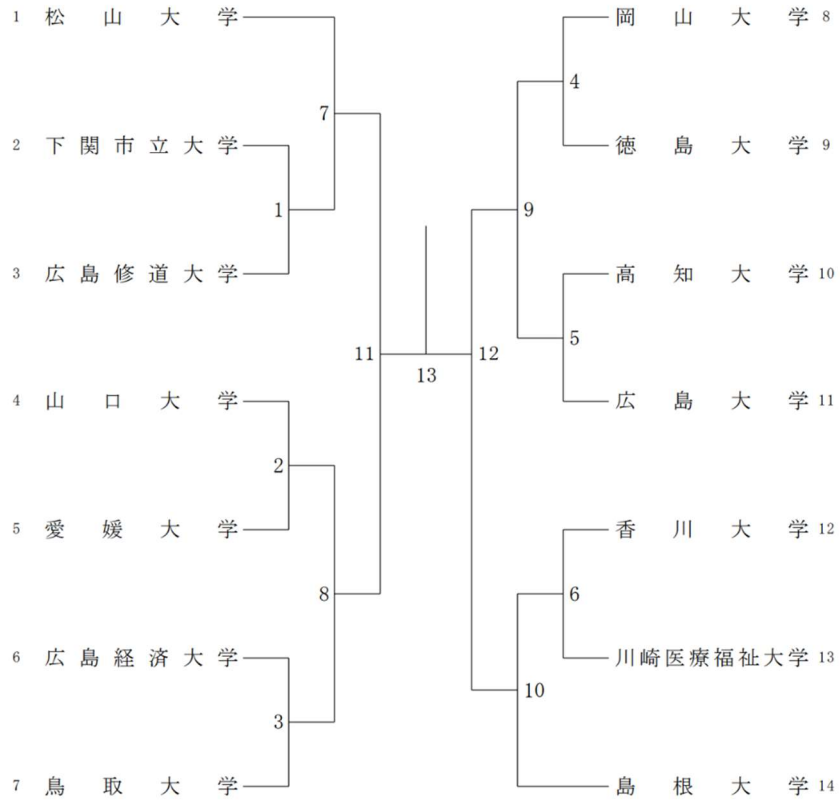 1 松山大学
7
2 下関市立大学
1
3 広島修道大学
11
4 山口大学
2
5 愛媛大学
8
6 広島経済大学
3
7 鳥取大学
13
岡山大学 8
4
徳島大学 9
9
高知大学 10
5
広島大学 11
12
香川大学 12
6
川崎医療福祉大学 13
10
島根大学 14